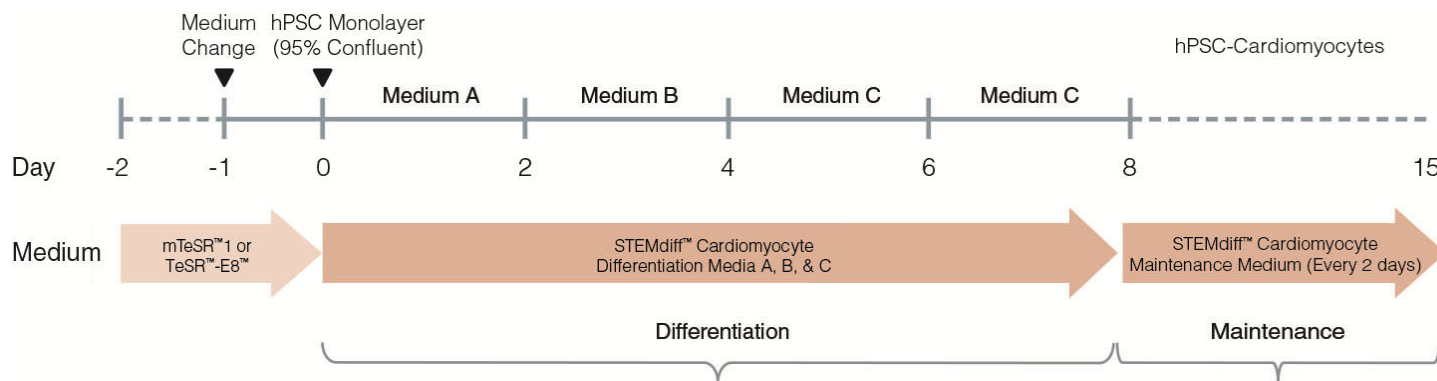 Medium
Change
hPSC Monolayer
(95% Confluent)
hPSC-Cardiomyocytes
Medium A
Medium B
Medium C
Medium C
Day
-2
-1
0
2
4
6
8
15
Medium
mTeSR™1 or
TeSR™-E8™
STEMdiff™ Cardiomyocyte
Differentiation Media A, B, & C
STEMdiff™ Cardiomyocyte
Maintenance Medium (Every 2 days)
Differentiation
Maintenance